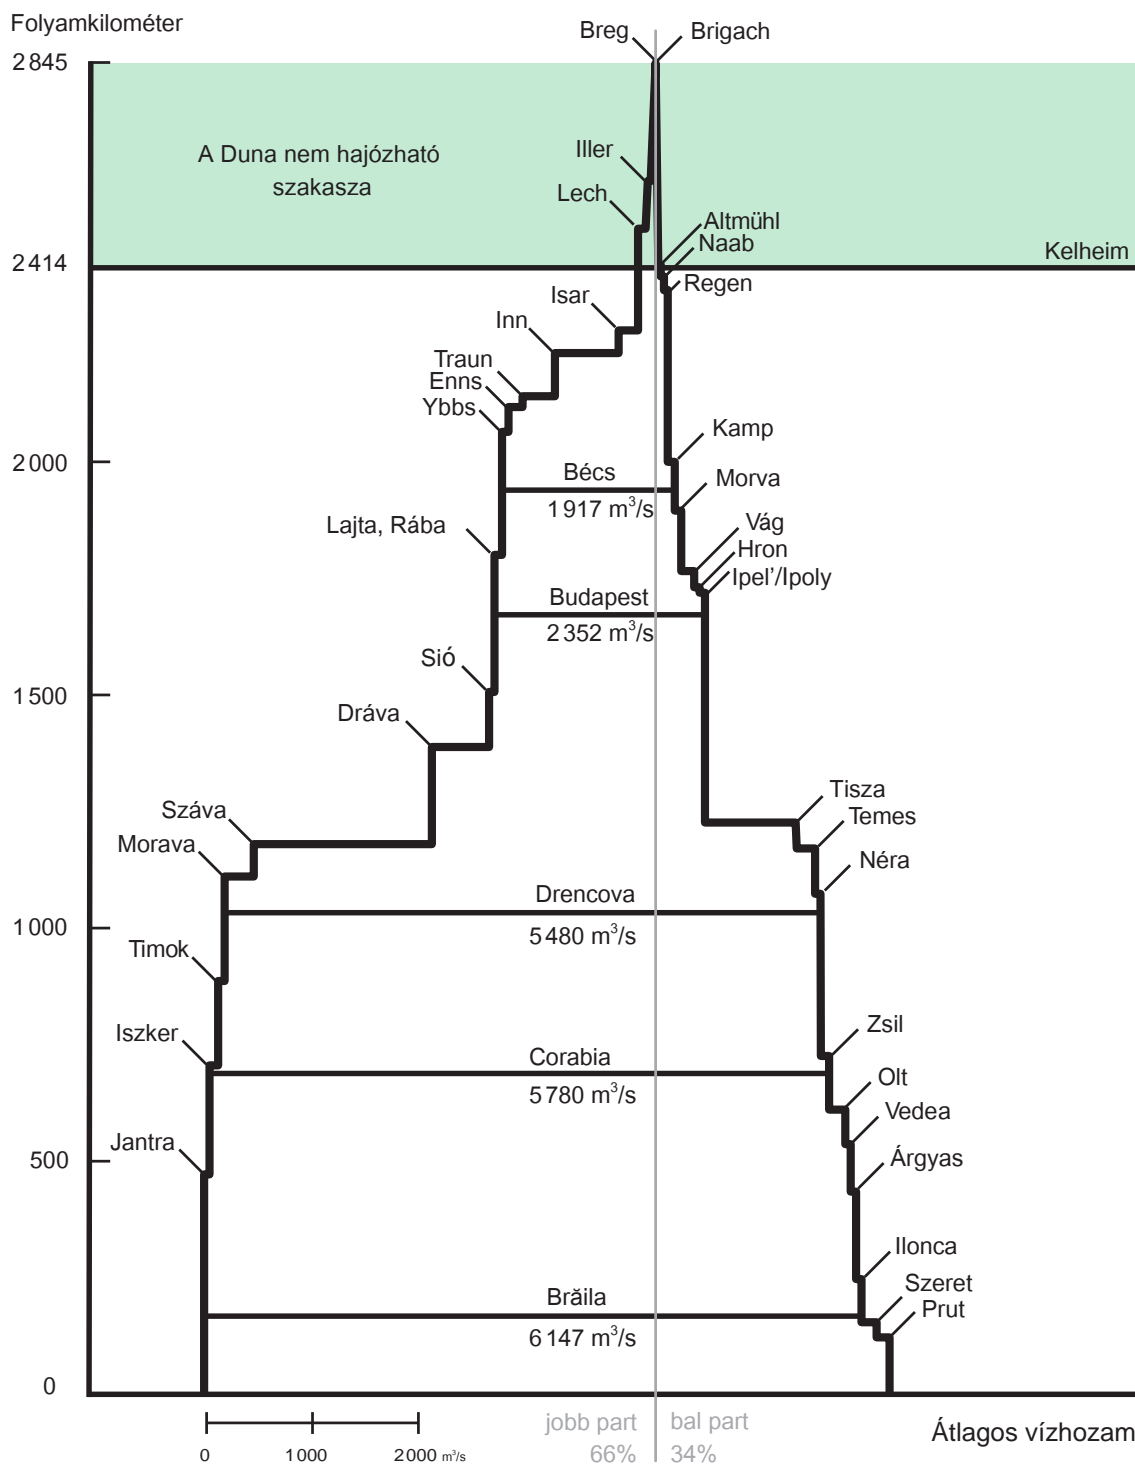 Folyamkilométer
Breg
Brigach
2 845
A Duna nem hajózható
szakasza
Iller
Lech
Altmühl
Naab
Kelheim
2 414
Regen
Isar
Inn
Traun
Enns
Ybbs
Kamp
2 000
Bécs
1 917 m³/s
Morva
Lajta, Rába
Vág
Hron
Ipel'/Ipoly
Budapest
2 352 m³/s
Sió
1 500
Dráva
Száva
Tisza
Temes
Morava
Néra
Drencova
5 480 m³/s
1 000
Timok
Iszker
Zsil
Corabia
5 780 m³/s
Olt
Vedea
Jantra
500
Árgyas
Ilonca
Szeret
Prut
Brăila
6 147 m³/s
0
jobb part
66%
bal part
34%
Átlagos vízhozam
0
1 000
2 000 m³/s